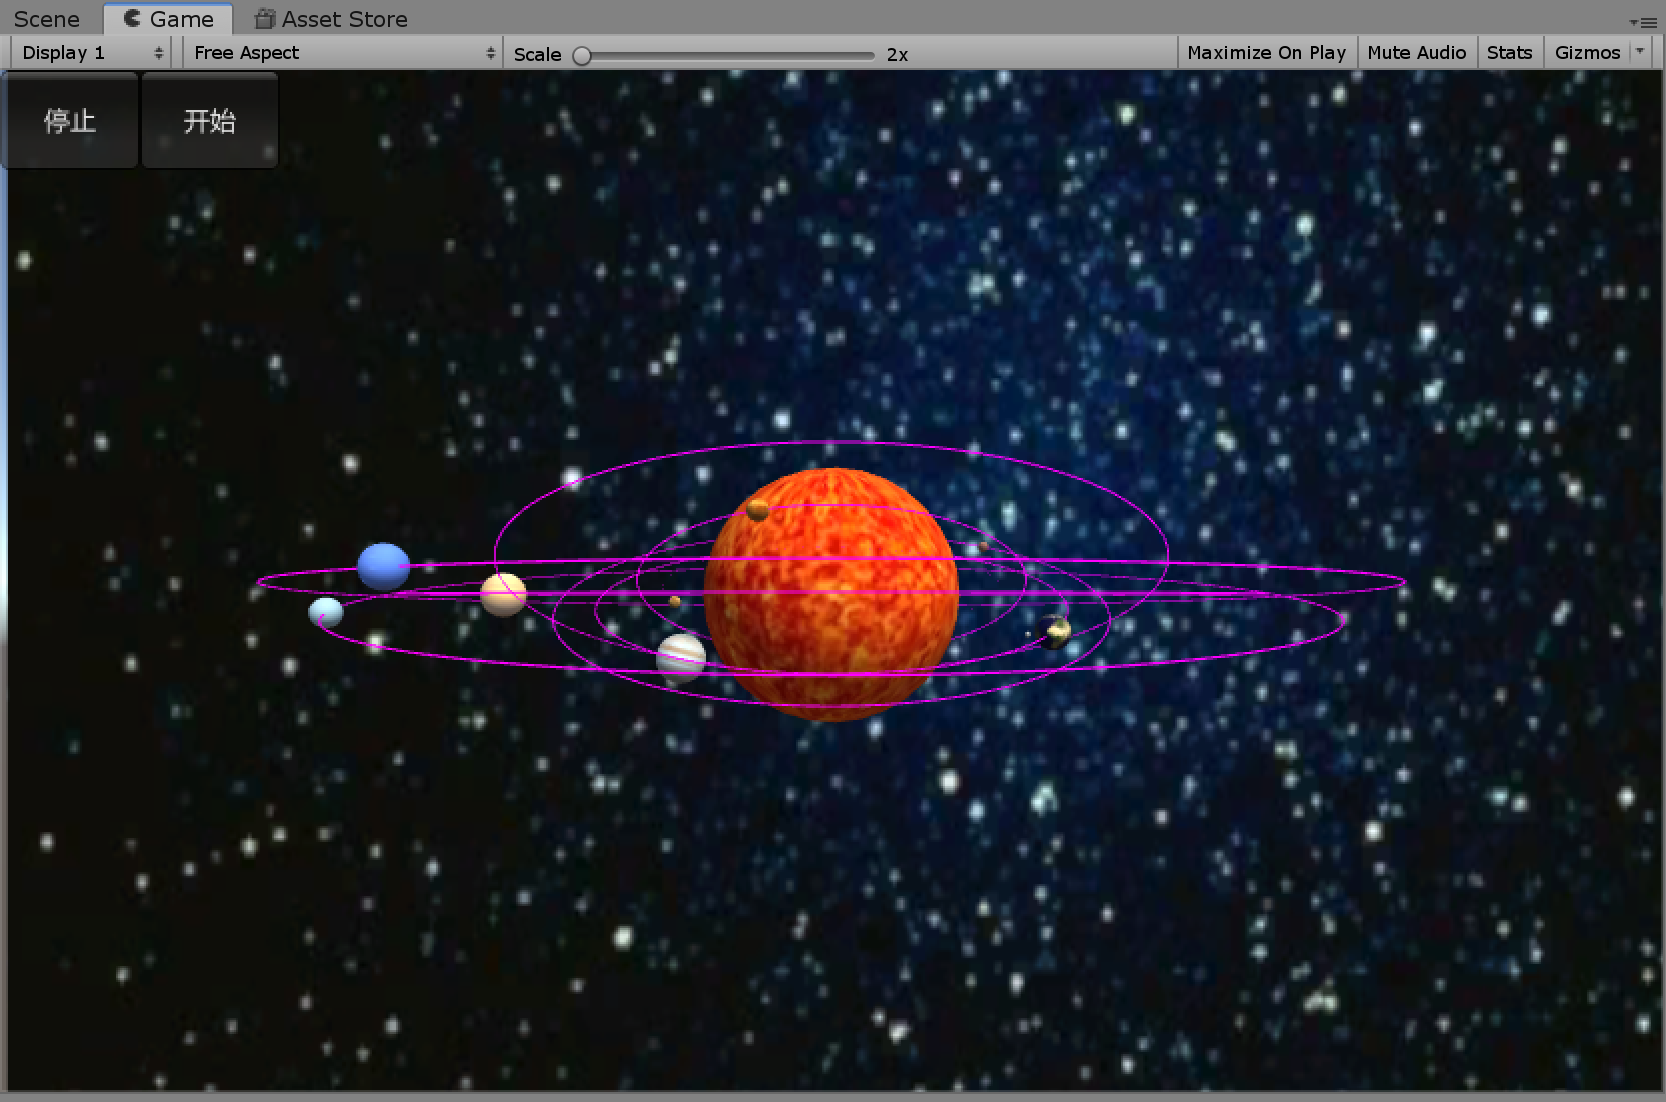 Scene Game Asset Store
Display 1 Free Aspect Scale 2x Maximize On Play Mute Audio Stats Gizmos
停止 开始